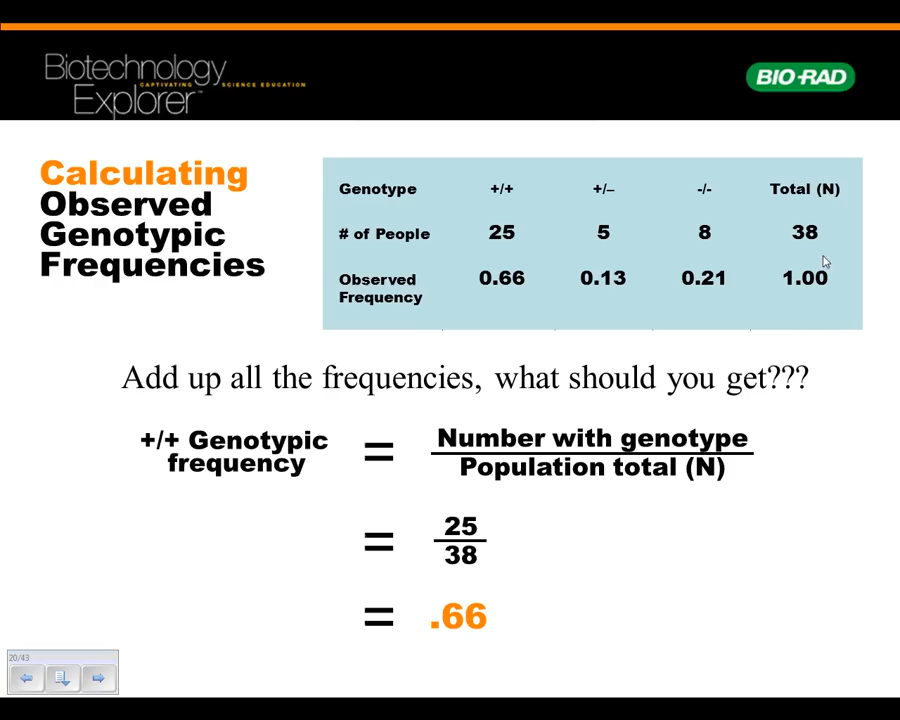 Biotechnology
CAPTIVATING SCIENCE EDUCATION
Explorer™
BIO-RAD
Calculating
Observed
Genotypic
Frequencies
Genotype +/+ +/– -/- Total (N)
# of People 25 5 8 38
Observed 0.66 0.13 0.21 1.00
Frequency
Add up all the frequencies, what should you get???
+/+ Genotypic
frequency
=
Number with genotype
Population total (N)
=
25
38
= .66
20/43